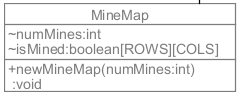 MineMap
~numMines:int
~isMined:boolean[ROWS][COLS]
+newMineMap(numMines:int)
:void